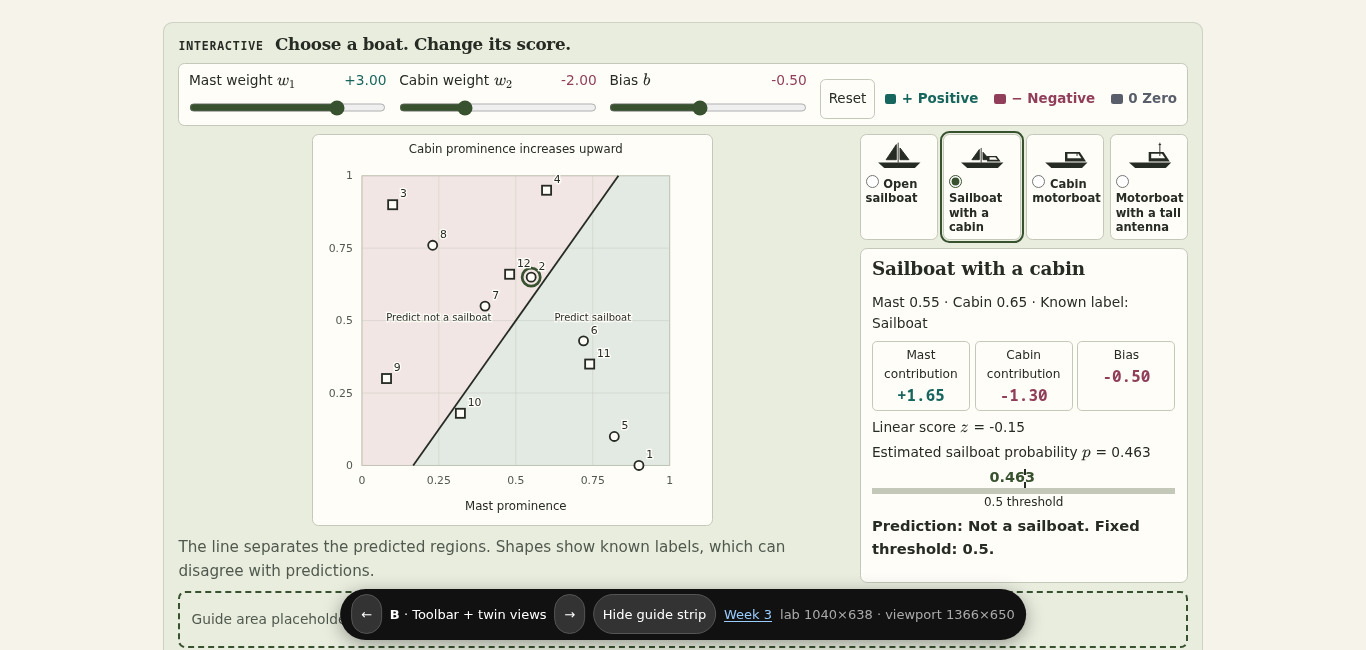 INTERACTIVE Choose a boat. Change its score.
Mast weight w₁ +3.00 Cabin weight w₂ -2.00 Bias b -0.50
Reset + Positive − Negative 0 Zero
Cabin prominence increases upward
1
0.75
0.5
0.25
0
3
4
8
12
2
7
Predict not a sailboat
Predict sailboat
6
11
9
10
5
1
0 0.25 0.5 0.75 1
Mast prominence
The line separates the predicted regions. Shapes show known labels, which can
disagree with predictions.
Open
sailboat
Sailboat
with a
cabin
Cabin
motorboat
Motorboat
with a tall
antenna
Sailboat with a cabin
Mast 0.55 · Cabin 0.65 · Known label:
Sailboat
Mast
contribution
+1.65
Cabin
contribution
-1.30
Bias
-0.50
Linear score z = -0.15
Estimated sailboat probability p = 0.463
0.463
0.5 threshold
Prediction: Not a sailboat. Fixed
threshold: 0.5.
Guide area
← B · Toolbar + twin views → Hide guide strip Week 3 lab 1040×638 · viewport 1366×650